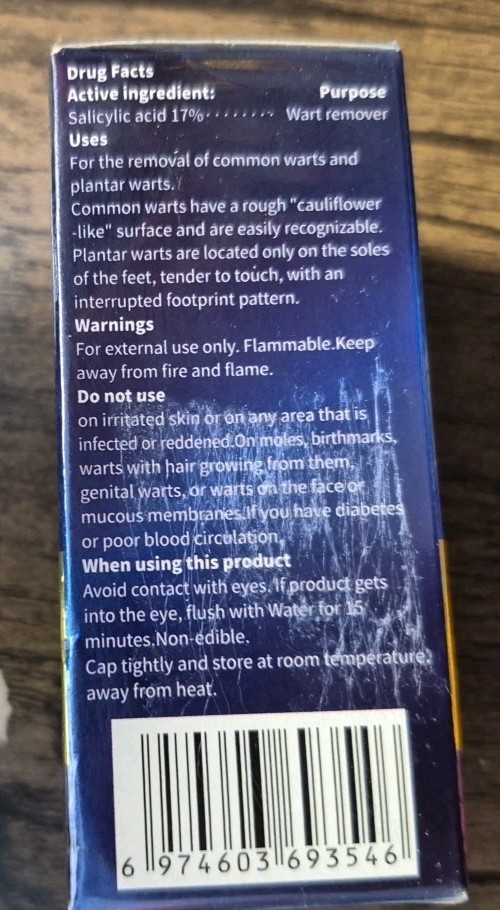 Drug Facts
Active ingredient: Purpose
Salicylic acid 17%········ Wart remover
Uses
For the removal of common warts and
plantar warts.
Common warts have a rough "cauliflower
-like" surface and are easily recognizable.
Plantar warts are located only on the soles
of the feet, tender to touch, with an
interrupted footprint pattern.
Warnings
For external use only. Flammable.Keep
away from fire and flame.
Do not use
on irritated skin or on any area that is
infected or reddened.On moles, birthmarks,
warts with hair growing from them,
genital warts, or warts on the face or
mucous membranes.If you have diabetes
or poor blood circulation.
When using this product
Avoid contact with eyes. If product gets
into the eye, flush with Water for 15
minutes.Non-edible.
Cap tightly and store at room temperature.
away from heat.
6 974603 693546